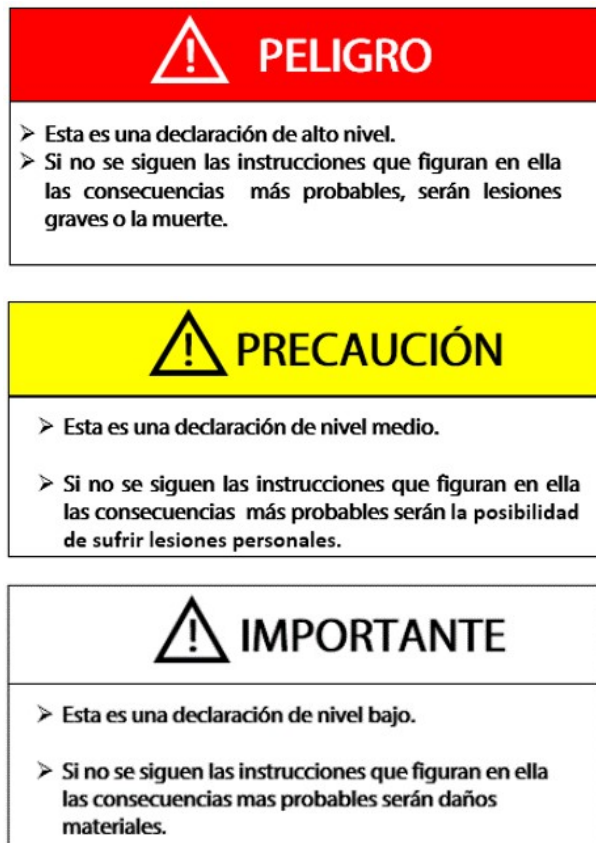 PELIGRO
➢ Esta es una declaración de alto nivel.
➢ Si no se siguen las instrucciones que figuran en ella
las consecuencias más probables, serán lesiones
graves o la muerte.
PRECAUCIÓN
➢ Esta es una declaración de nivel medio.
➢ Si no se siguen las instrucciones que figuran en ella
las consecuencias más probables serán la posibilidad
de sufrir lesiones personales.
IMPORTANTE
➢ Esta es una declaración de nivel bajo.
➢ Si no se siguen las instrucciones que figuran en ella
las consecuencias mas probables serán daños
materiales.